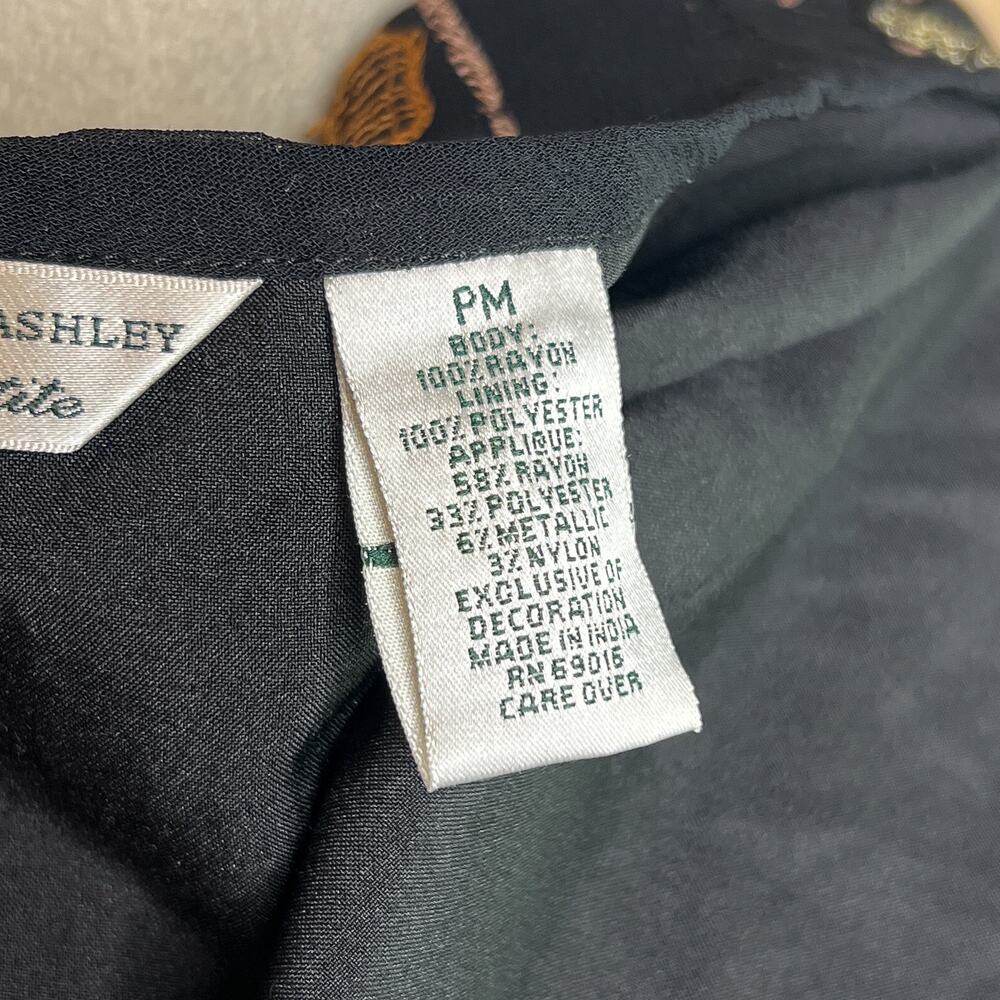 ASHLEY
PM
BODY:
100% RAYON
LINING:
100% POLYESTER
APPLIQUE:
58% RAYON
33% POLYESTER
6% METALLIC
3% NYLON
EXCLUSIVE OF
DECORATION
MADE IN INDIA
RN 69016
CARE OVER